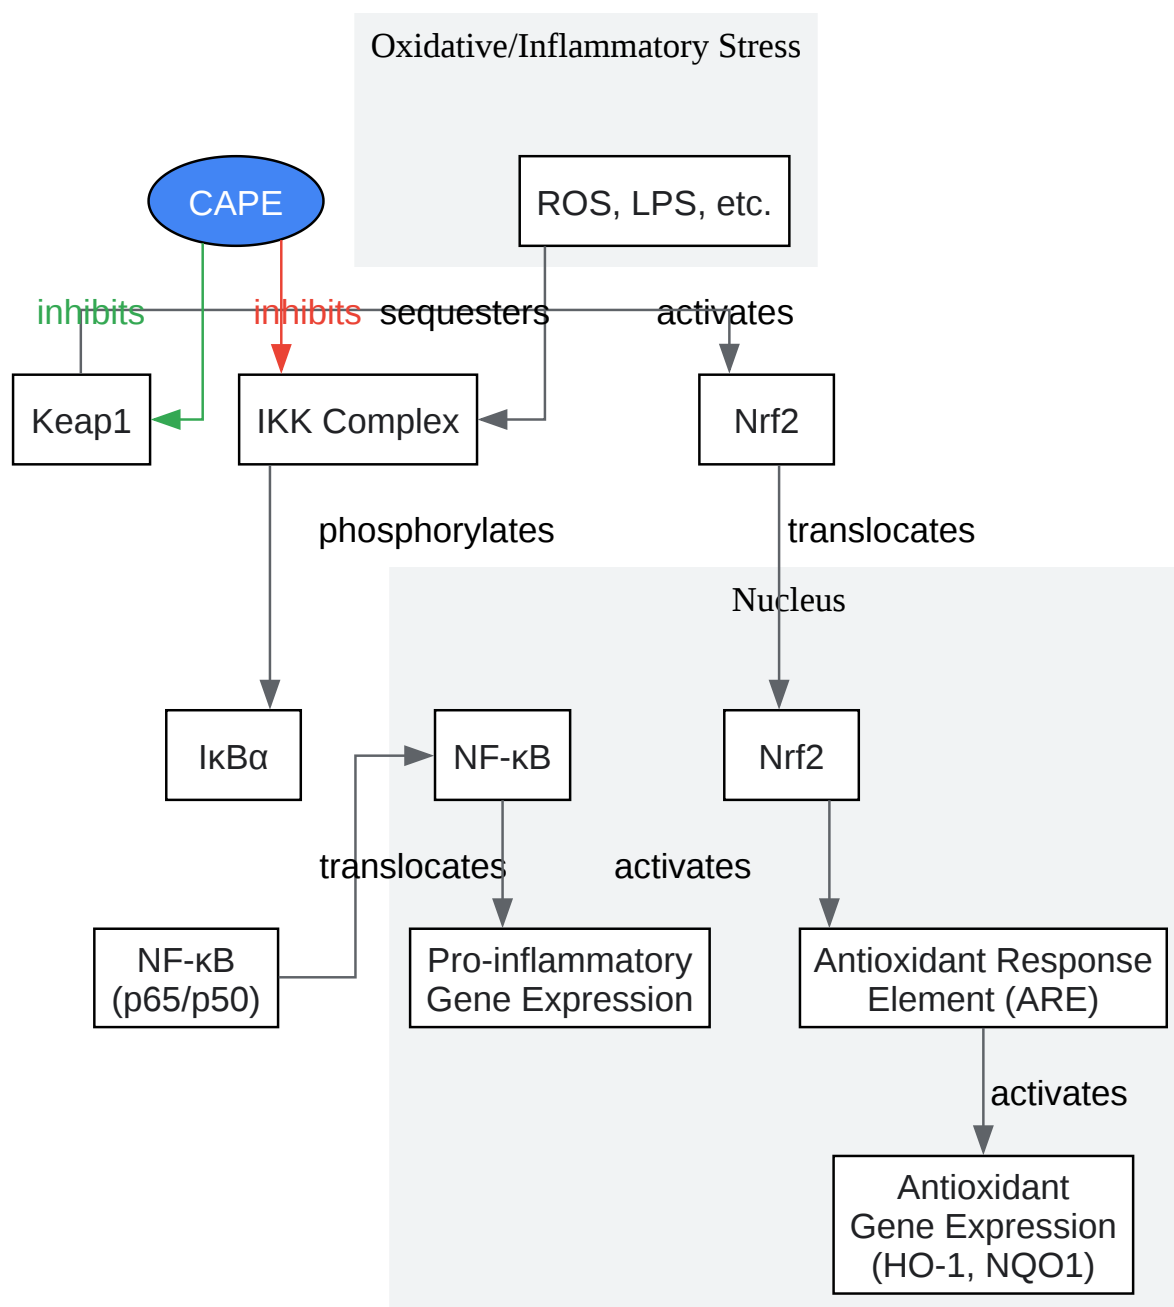 Oxidative/Inflammatory Stress
CAPE
ROS, LPS, etc.
inhibits
inhibits
sequesters
activates
Keap1
IKK Complex
Nrf2
phosphorylates
translocates
Nucleus
IκBα
NF-κB
Nrf2
translocates
activates
NF-κB
(p65/p50)
Pro-inflammatory
Gene Expression
Antioxidant Response
Element (ARE)
activates
Antioxidant
Gene Expression
(HO-1, NQO1)